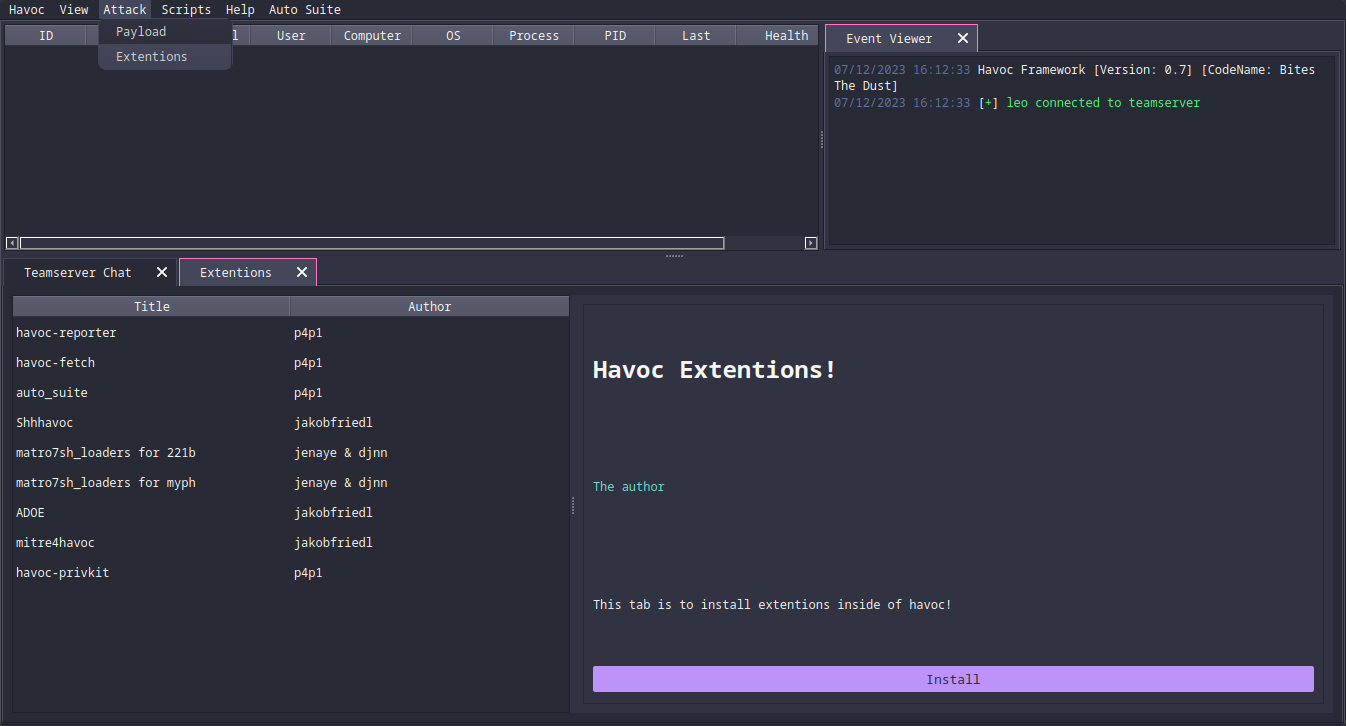 Havoc View Attack Scripts Help Auto Suite
Payload
Extentions
ID User Computer OS Process PID Last Health
Event Viewer
07/12/2023 16:12:33 Havoc Framework [Version: 0.7] [CodeName: Bites
The Dust]
07/12/2023 16:12:33 [+] leo connected to teamserver
Teamserver Chat Extentions
Title Author
havoc-reporter p4p1
havoc-fetch p4p1
auto_suite p4p1
Shhhavoc jakobfriedl
matro7sh_loaders for 221b jenaye & djnn
matro7sh_loaders for myph jenaye & djnn
ADOE jakobfriedl
mitre4havoc jakobfriedl
havoc-privkit p4p1
Havoc Extentions!
The author
This tab is to install extentions inside of havoc!
Install